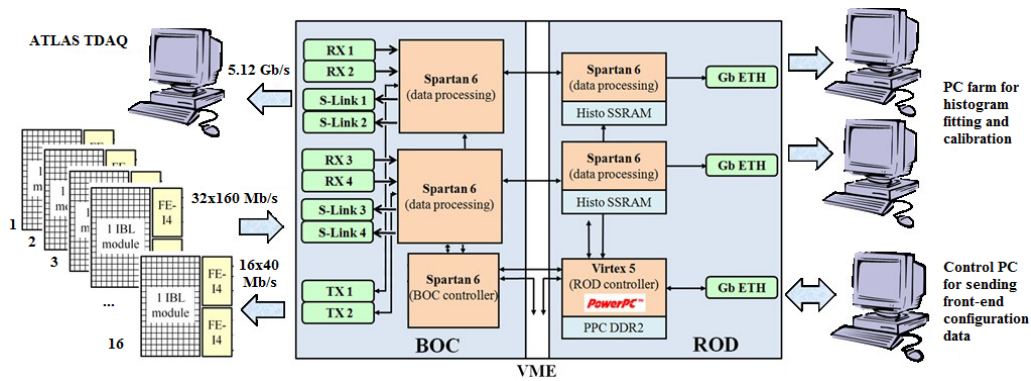 ATLAS TDAQ
5.12 Gb/s
FE-
1 I
m
FE-
I4
1 IBL
module
1
2
3
...
16
FE-
I4
FE-
I4
1 IBL
module
32x160 Mb/s
16x40
Mb/s
RX 1
RX 2
S-Link 1
S-Link 2
RX 3
RX 4
S-Link 3
S-Link 4
TX 1
TX 2
Spartan 6
(data processing)
Spartan 6
(data processing)
Spartan 6
(BOC controller)
BOC
VME
Spartan 6
(data processing)
Histo SSRAM
Spartan 6
(data processing)
Histo SSRAM
Virtex 5
(ROD controller)
PowerPC™
PPC DDR2
ROD
Gb ETH
Gb ETH
Gb ETH
PC farm for
histogram
fitting and
calibration
Control PC
for sending
front-end
configuration
data